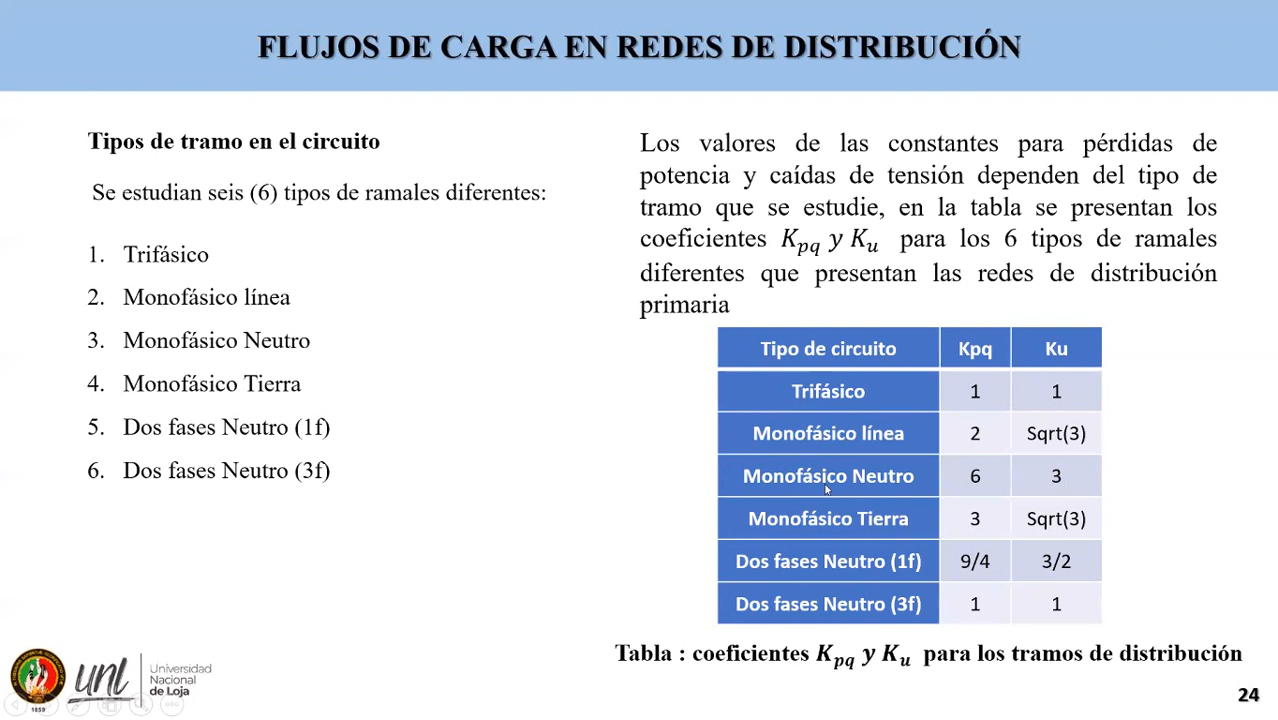 FLUJOS DE CARGA EN REDES DE DISTRIBUCIÓN
Tipos de tramo en el circuito
Se estudian seis (6) tipos de ramales diferentes:
1. Trifásico
2. Monofásico línea
3. Monofásico Neutro
4. Monofásico Tierra
5. Dos fases Neutro (1f)
6. Dos fases Neutro (3f)
Los valores de las constantes para pérdidas de
potencia y caídas de tensión dependen del tipo de
tramo que se estudie, en la tabla se presentan los
coeficientes K_pq y K_u para los 6 tipos de ramales
diferentes que presentan las redes de distribución
primaria
Tipo de circuito Kpq Ku
Trifásico 1 1
Monofásico línea 2 Sqrt(3)
Monofásico Neutro 6 3
Monofásico Tierra 3 Sqrt(3)
Dos fases Neutro (1f) 9/4 3/2
Dos fases Neutro (3f) 1 1
Tabla : coeficientes K_pq y K_u para los tramos de distribución
1859
unl
Universidad
Nacional
de Loja
24